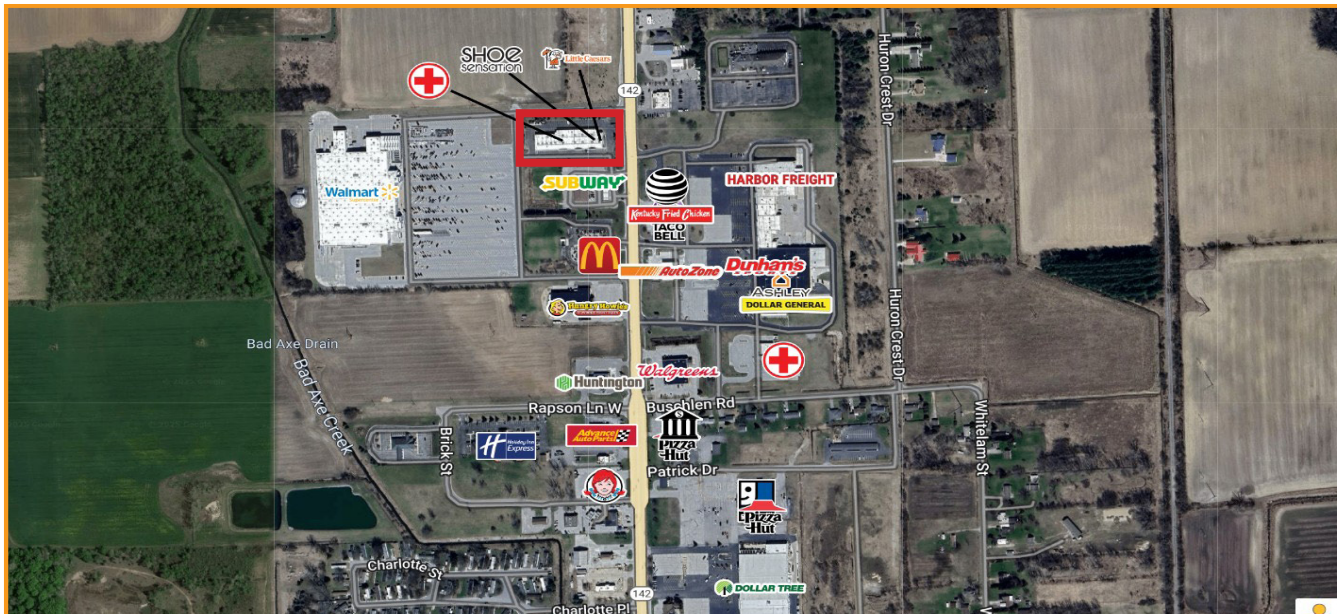 SHOE
sensation
Little Caesars
142
Huron Crest Dr
Walmart
Supercenter
SUBWAY
HARBOR FREIGHT
Kentucky Fried Chicken
TACO
BELL
AutoZone
Dunham's
ASHLEY
DOLLAR GENERAL
Hungry Howie's
Bad Axe Drain
Bad Axe Creek
Huron Crest Dr
Huntington
Walgreens
Rapson Ln W
Buschlen Rd
Brick St
H
Holiday Inn
Express
Advance
Auto Parts
Pizza
Hut
Whitelam St
Patrick Dr
Pizza
Hut
Charlotte St
142
DOLLAR TREE
Charlotte Pl